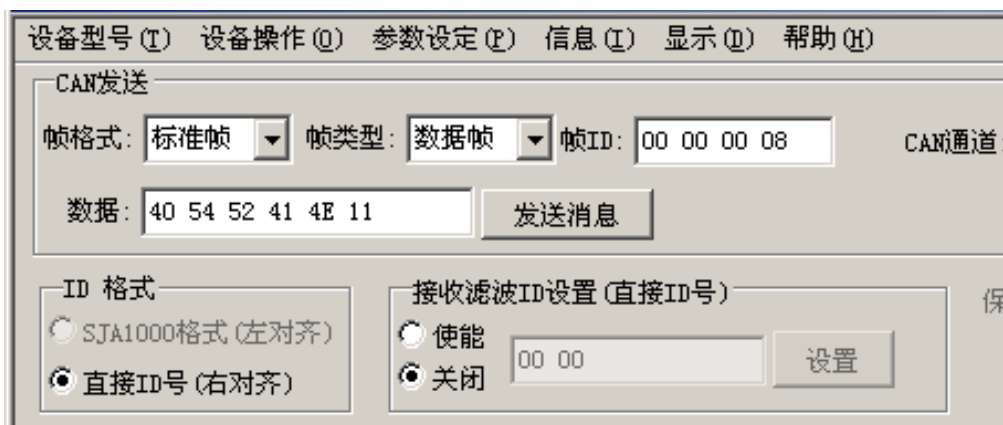 设备型号(T) 设备操作(O) 参数设定(P) 信息(I) 显示(D) 帮助(H)
CAN发送
帧格式: 标准帧 帧类型: 数据帧 帧ID: 00 00 00 08 CAN通道:
数据: 40 54 52 41 4E 11 发送消息
ID 格式
SJA1000格式(左对齐)
直接ID号(右对齐)
接收滤波ID设置(直接ID号)
使能
关闭
00 00 设置
保